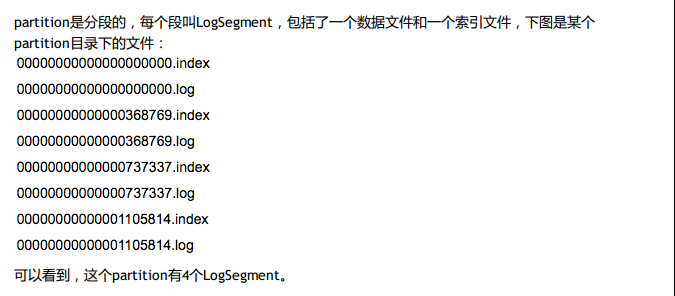 partition是分段的，每个段叫LogSegment，包括了一个数据文件和一个索引文件，下图是某个
partition目录下的文件：
00000000000000000000.index
00000000000000000000.log
00000000000000368769.index
00000000000000368769.log
00000000000000737337.index
00000000000000737337.log
00000000000001105814.index
00000000000001105814.log
可以看到，这个partition有4个LogSegment。